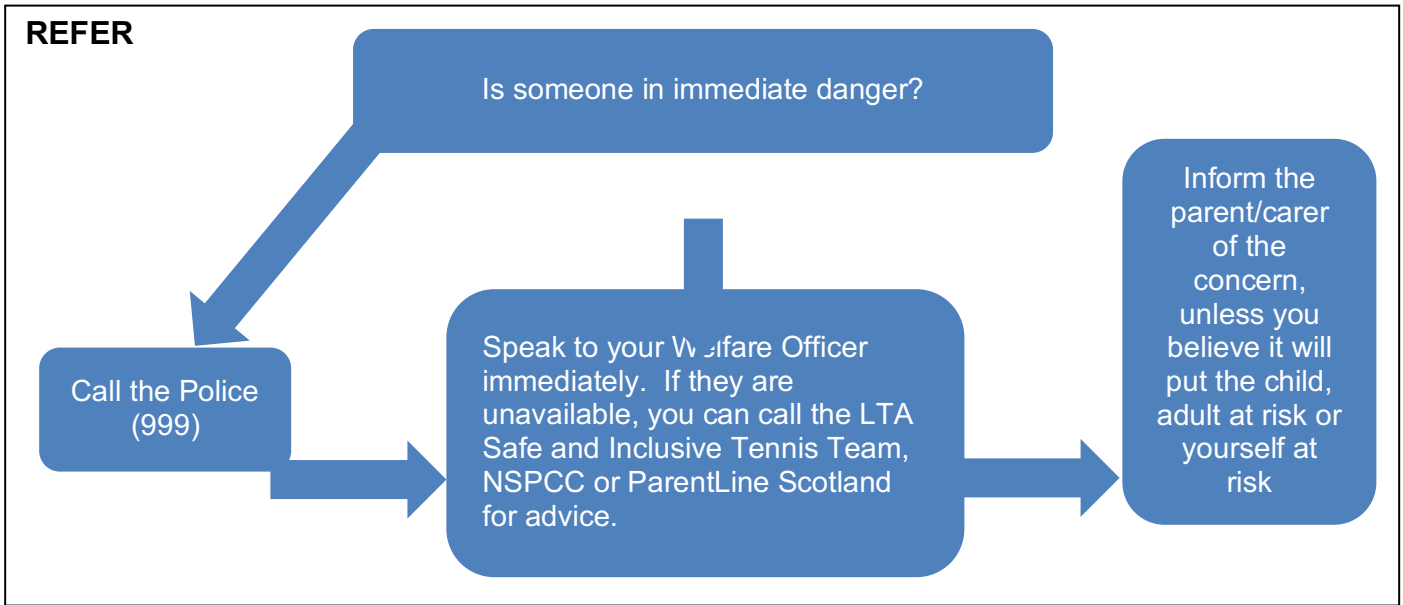 REFER
Is someone in immediate danger?
Call the Police
(999)
Speak to your Welfare Officer
immediately.  If they are
unavailable, you can call the LTA
Safe and Inclusive Tennis Team,
NSPCC or ParentLine Scotland
for advice.
Inform the
parent/carer
of the
concern,
unless you
believe it will
put the child,
adult at risk or
yourself at
risk